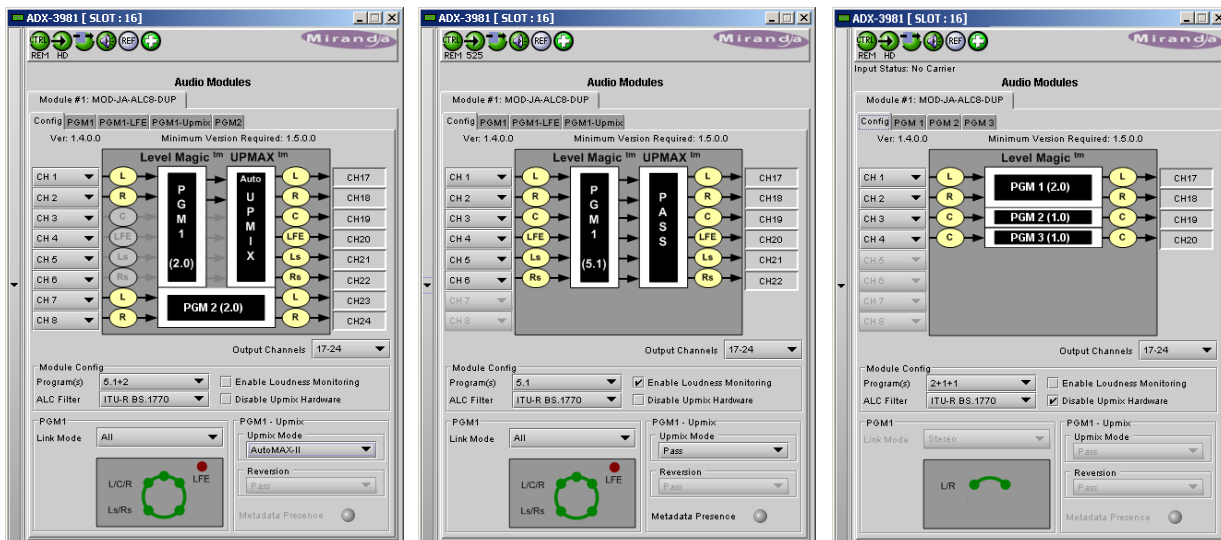 ADX-3981 [ SLOT : 16]
CTRL REF
REM HD
Miranda
Audio Modules
Module #1: MOD-JA-ALC8-DUP
Config PGM1 PGM1-LFE PGM1-Upmix PGM2
Ver: 1.4.0.0 Minimum Version Required: 1.5.0.0
Level Magic tm UPMAX tm
CH 1 L PGM1 (2.0) Auto UPMIX L CH17
CH 2 R R CH18
CH 3 C C CH19
CH 4 LFE LFE CH20
CH 5 Ls Ls CH21
CH 6 Rs Rs CH22
CH 7 L PGM 2 (2.0) L CH23
CH 8 R R CH24
Output Channels 17-24
Module Config
Program(s) 5.1+2 Enable Loudness Monitoring
ALC Filter ITU-R BS.1770 Disable Upmix Hardware
PGM1
Link Mode All
L/C/R LFE
Ls/Rs
PGM1 - Upmix
Upmix Mode
AutoMAX-II
Reversion
Pass
Metadata Presence
ADX-3981 [ SLOT : 16]
CTRL REF
REM 525
Miranda
Audio Modules
Module #1: MOD-JA-ALC8-DUP
Config PGM1 PGM1-LFE PGM1-Upmix
Ver: 1.4.0.0 Minimum Version Required: 1.5.0.0
Level Magic tm UPMAX tm
CH 1 L PGM1 (5.1) PASS L CH17
CH 2 R R CH18
CH 3 C C CH19
CH 4 LFE LFE CH20
CH 5 Ls Ls CH21
CH 6 Rs Rs CH22
CH 7
CH 8
Output Channels 17-24
Module Config
Program(s) 5.1 Enable Loudness Monitoring
ALC Filter ITU-R BS.1770 Disable Upmix Hardware
PGM1
Link Mode All
L/C/R LFE
Ls/Rs
PGM1 - Upmix
Upmix Mode
Pass
Reversion
Pass
Metadata Presence
ADX-3981 [ SLOT : 16]
CTRL REF
REM HD
Miranda
Input Status: No Carrier
Audio Modules
Module #1: MOD-JA-ALC8-DUP
Config PGM 1 PGM 2 PGM 3
Ver: 1.4.0.0 Minimum Version Required: 1.5.0.0
Level Magic tm
CH 1 L PGM 1 (2.0) L CH17
CH 2 R R CH18
CH 3 C PGM 2 (1.0) C CH19
CH 4 C PGM 3 (1.0) C CH20
CH 5
CH 6
CH 7
CH 8
Output Channels 17-24
Module Config
Program(s) 2+1+1 Enable Loudness Monitoring
ALC Filter ITU-R BS.1770 Disable Upmix Hardware
PGM1
Link Mode Stereo
L/R
PGM1 - Upmix
Upmix Mode
Pass
Reversion
Pass
Metadata Presence